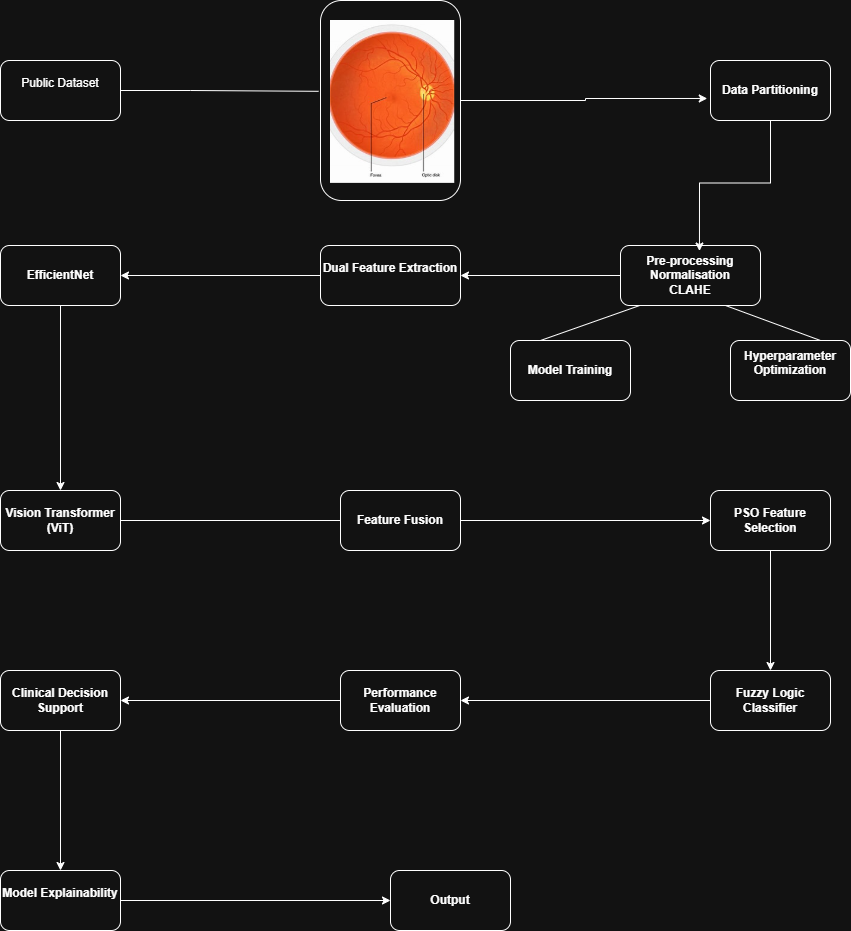 Public Dataset
Fovea
Optic disk
Data Partitioning
EfficientNet
Dual Feature Extraction
Pre-processing
Normalisation
CLAHE
Model Training
Hyperparameter
Optimization
Vision Transformer
(ViT)
Feature Fusion
PSO Feature
Selection
Clinical Decision
Support
Performance
Evaluation
Fuzzy Logic
Classifier
Model Explainability
Output